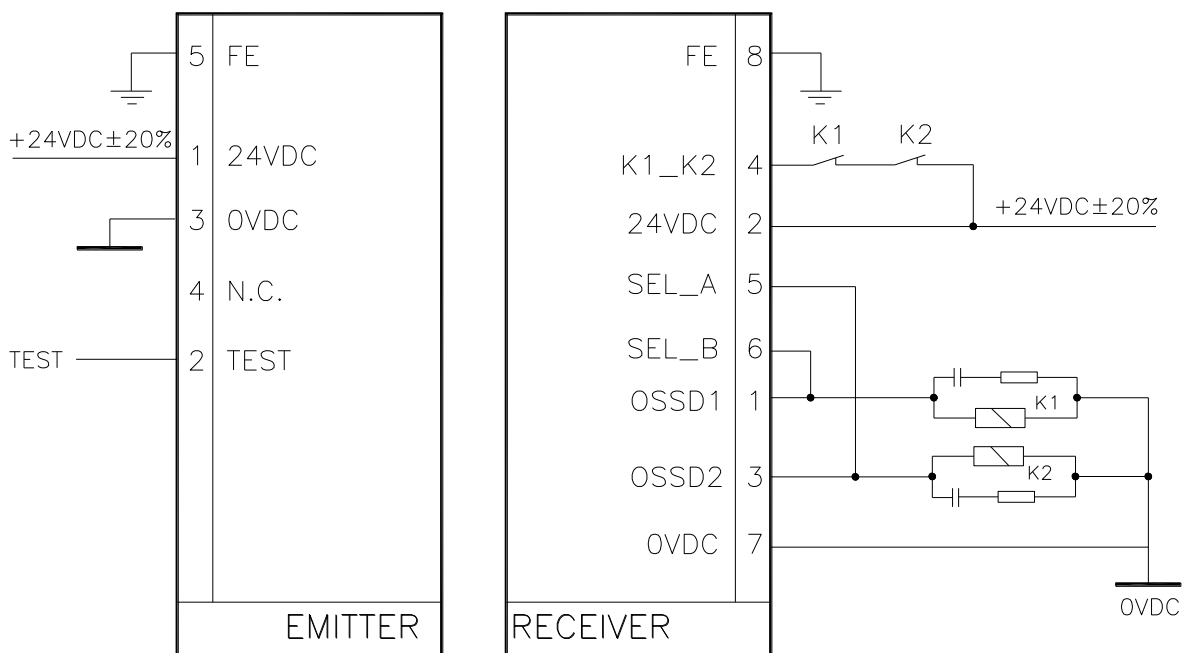 5 FE
+24VDC±20%
1 24VDC
3 0VDC
4 N.C.
TEST
2 TEST
EMITTER
FE 8
K1 K2
K1_K2 4
+24VDC±20%
24VDC 2
SEL_A 5
SEL_B 6
OSSD1 1
K1
OSSD2 3
K2
0VDC 7
0VDC
RECEIVER